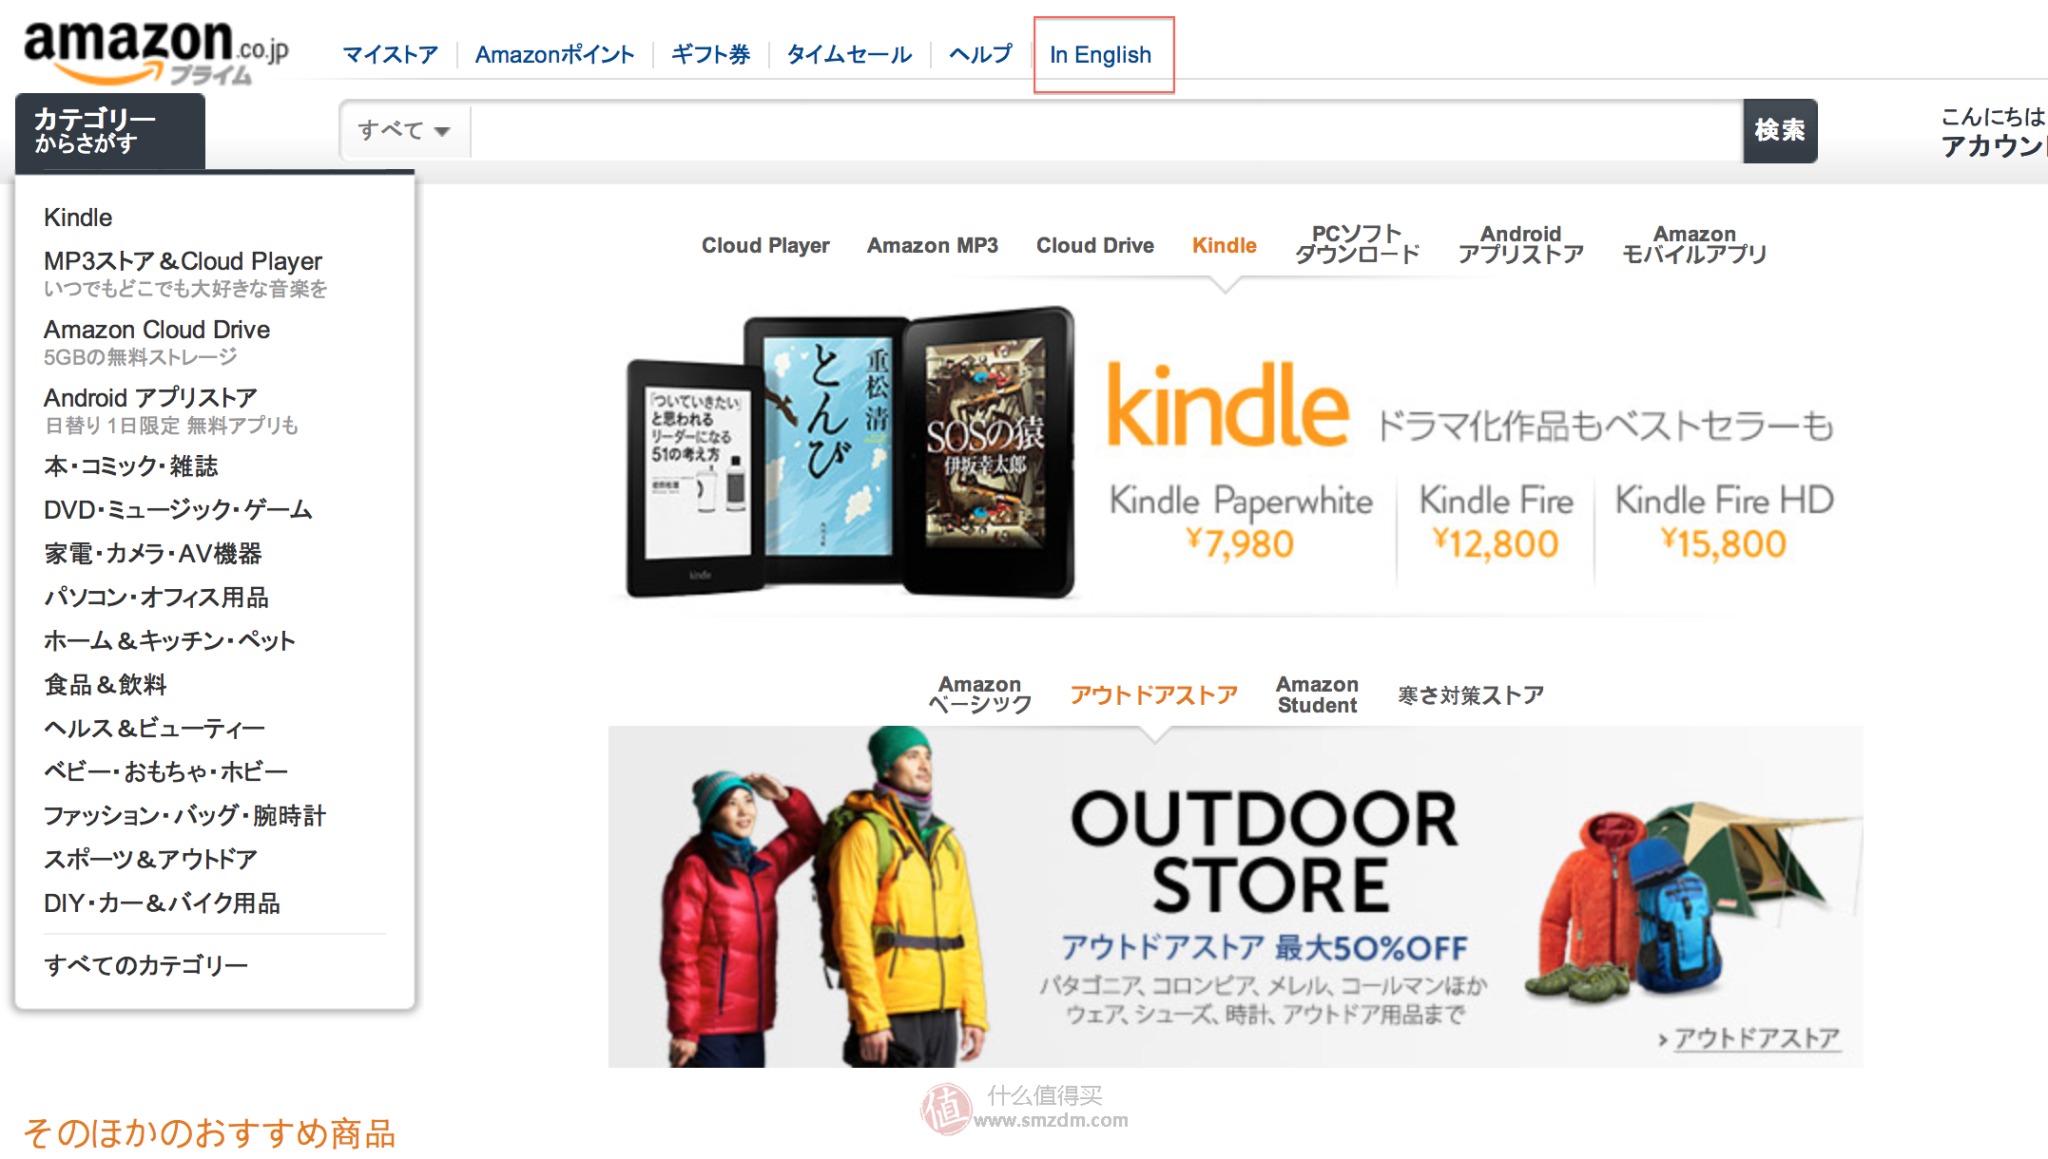 amazon.co.jp
プライム
マイストア
Amazonポイント
ギフト券
タイムセール
ヘルプ
In English
カテゴリー
からさがす
すべて
検索
こんにちは
アカウント
Kindle
MP3ストア&Cloud Player
いつでもどこでも大好きな音楽を
Amazon Cloud Drive
5GBの無料ストレージ
Android アプリストア
日替り1日限定 無料アプリも
本・コミック・雑誌
DVD・ミュージック・ゲーム
家電・カメラ・AV機器
パソコン・オフィス用品
ホーム&キッチン・ペット
食品&飲料
ヘルス&ビューティー
ベビー・おもちゃ・ホビー
ファッション・バッグ・腕時計
スポーツ&アウトドア
DIY・カー&バイク用品
すべてのカテゴリー
Cloud Player
Amazon MP3
Cloud Drive
Kindle
PCソフト
ダウンロード
Android
アプリストア
Amazon
モバイルアプリ
「ついていきたい」
と思われる
リーダーになる
51の考え方
kindle
重松 清
とんび
SOSの猿
伊坂幸太郎
kindle ドラマ化作品もベストセラーも
Kindle Paperwhite
¥7,980
Kindle Fire
¥12,800
Kindle Fire HD
¥15,800
Amazon
ベーシック
アウトドアストア
Amazon
Student
寒さ対策ストア
OUTDOOR
STORE
アウトドアストア 最大50%OFF
パタゴニア、コロンビア、メレル、コールマンほか
ウェア、シューズ、時計、アウトドア用品まで
› アウトドアストア
値 什么值得买
www.smzdm.com
そのほかのおすすめ商品